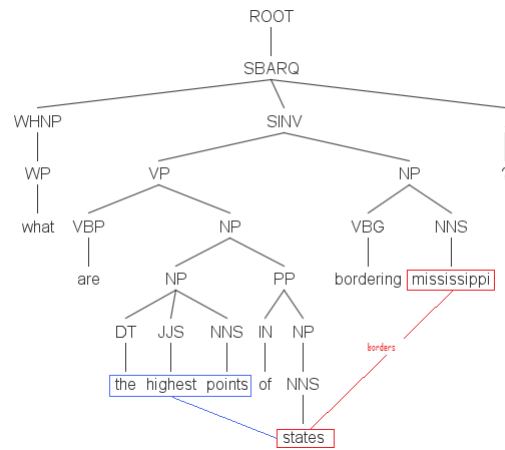 ROOT
SBARQ
WHNP SINV
WP VP NP
what VBP NP VBG NNS
are NP PP bordering mississippi
DT JJS NNS IN NP
borders
the highest points of NNS
states